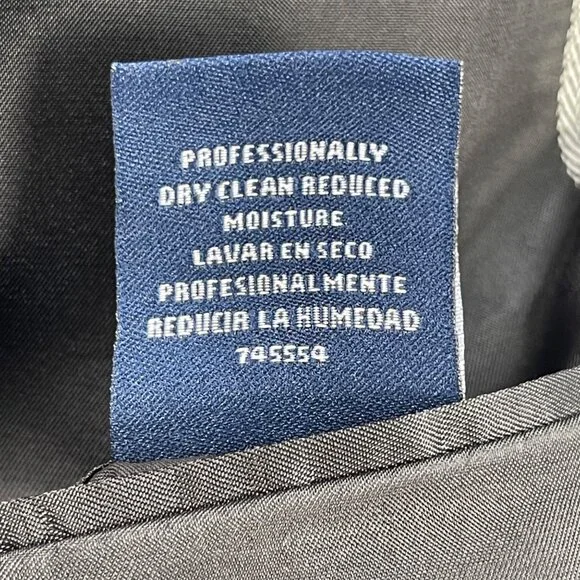 PROFESSIONALLY
DRY CLEAN REDUCED
MOISTURE
LAVAR EN SECO
PROFESIONALMENTE
REDUCIR LA HUMEDAD
745554